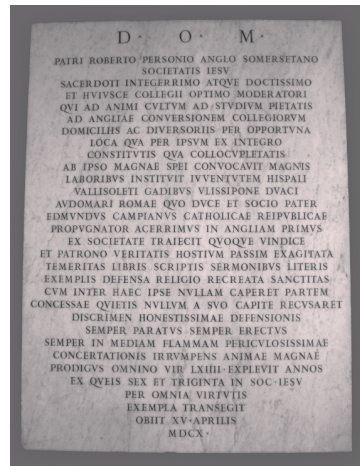 D· O· M·
PATRI ROBERTO PERSONIO ANGLO SOMERSETANO
SOCIETATIS IESV
SACERDOTI INTEGERRIMO ATQVE DOCTISSIMO
ET HVIVSCE COLLEGII OPTIMO MODERATORI
QVI AD ANIMI CVLTVM AD STVDIVM PIETATIS
AD ANGLIAE CONVERSIONEM COLLEGIORVM
DOMICILIIS AC DIVERSORIIS PER OPPORTVNA
LOCA QVA PER IPSVM EX INTEGRO
CONSTITVTIS QVA COLLOCVPLETATIS
AB IPSO MAGNAE SPEI CONVOCAVIT MAGNIS
LABORIBVS INSTITVIT IVVENTVTEM HISPALI
VALLISOLETI GADIBVS VLISSIPONE DVACI
AVDOMARI ROMAE QVO DVCE ET SOCIO PATER
EDMVNDVS CAMPIANVS CATHOLICAE REIPVBLICAE
PROPVGNATOR ACERRIMVS IN ANGLIAM PRIMVS
EX SOCIETATE TRAIECIT QVOQVE VINDICE
ET PATRONO VERITATIS HOSTIVM PASSIM EXAGITATA
TEMERITAS LIBRIS SCRIPTIS SERMONIBVS LITERIS
EXEMPLIS DEFENSA RELIGIO RECREATA SANCTITAS
CVM INTER HAEC IPSE NVLLAM CAPERET PARTEM
CONCESSAE QVIETIS NVLLVM A SVO CAPITE RECVSARET
DISCRIMEN HONESTISSIMAE DEFENSIONIS
SEMPER PARATVS SEMPER ERECTVS
SEMPER IN MEDIAM FLAMMAM PERICVLOSISSIMAE
CONCERTATIONIS IRRVMPENS ANIMAE MAGNAE
PRODIGVS OMNINO VIR LXIIII·EXPLEVIT ANNOS
EX QVEIS SEX ET TRIGINTA IN SOC·IESV
PER OMNIA VIRTVTIS
EXEMPLA TRANSEGIT
OBIIT XV·APRILIS
MDCX·